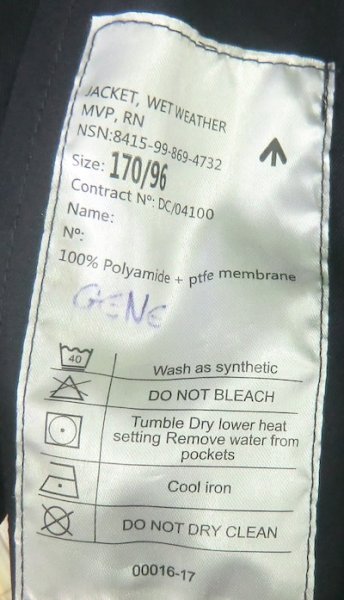 JACKET, WET WEATHER
MVP, RN
NSN:8415-99-869-4732
Size: 170/96
Contract Nº: DC/04100
Name:
Nº:
100% Polyamide + ptfe membrane
GENE
40
Wash as synthetic
DO NOT BLEACH
Tumble Dry lower heat
setting Remove water from
pockets
Cool iron
DO NOT DRY CLEAN
00016-17